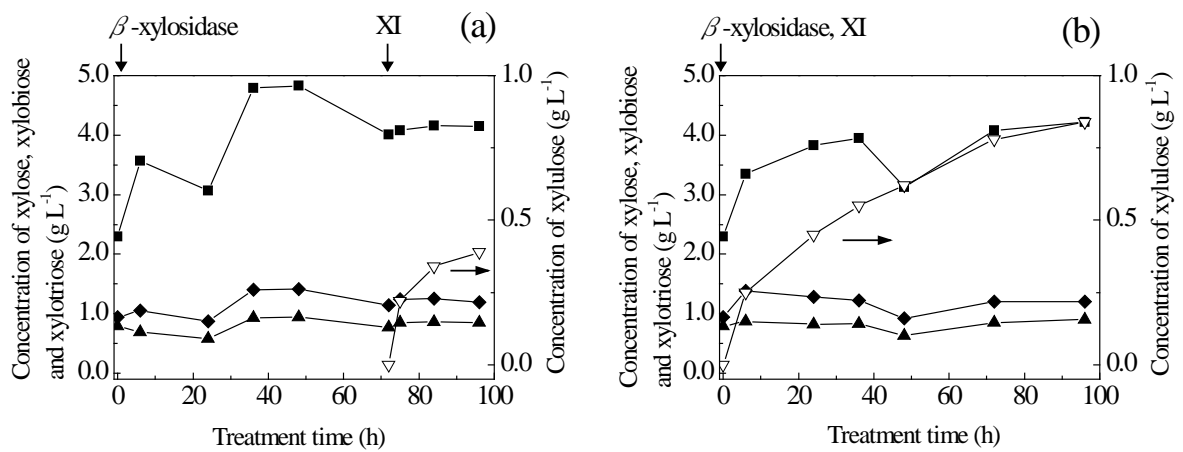 β-xylosidase
XI
(a)
Concentration of xylose, xylobiose
and xylotriose (g L-1)
5.0
4.0
3.0
2.0
1.0
0.0
1.0
0.5
0.0
Concentration of xylulose (g L-1)
0
20
40
60
80
100
Treatment time (h)
β-xylosidase, XI
(b)
Concentration of xylose, xylobiose
and xylotriose (g L-1)
5.0
4.0
3.0
2.0
1.0
0.0
1.0
0.5
0.0
Concentration of xylulose (g L-1)
0
20
40
60
80
100
Treatment time (h)